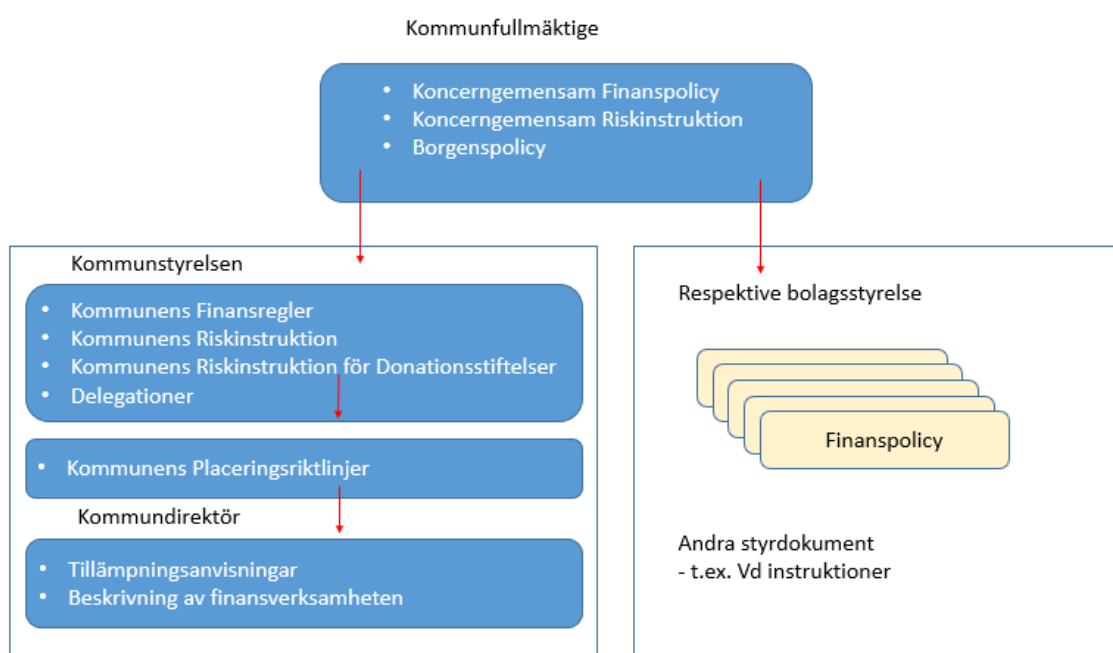 Kommunfullmäktige
• Koncerngemensam Finanspolicy
• Koncerngemensam Riskinstruktion
• Borgenspolicy
Kommunstyrelsen
• Kommunens Finansregler
• Kommunens Riskinstruktion
• Kommunens Riskinstruktion för Donationsstiftelser
• Delegationer
• Kommunens Placeringsriktlinjer
Kommundirektör
• Tillämpningsanvisningar
• Beskrivning av finansverksamheten
Respektive bolagsstyrelse
Finanspolicy
Andra styrdokument
- t.ex. Vd instruktioner